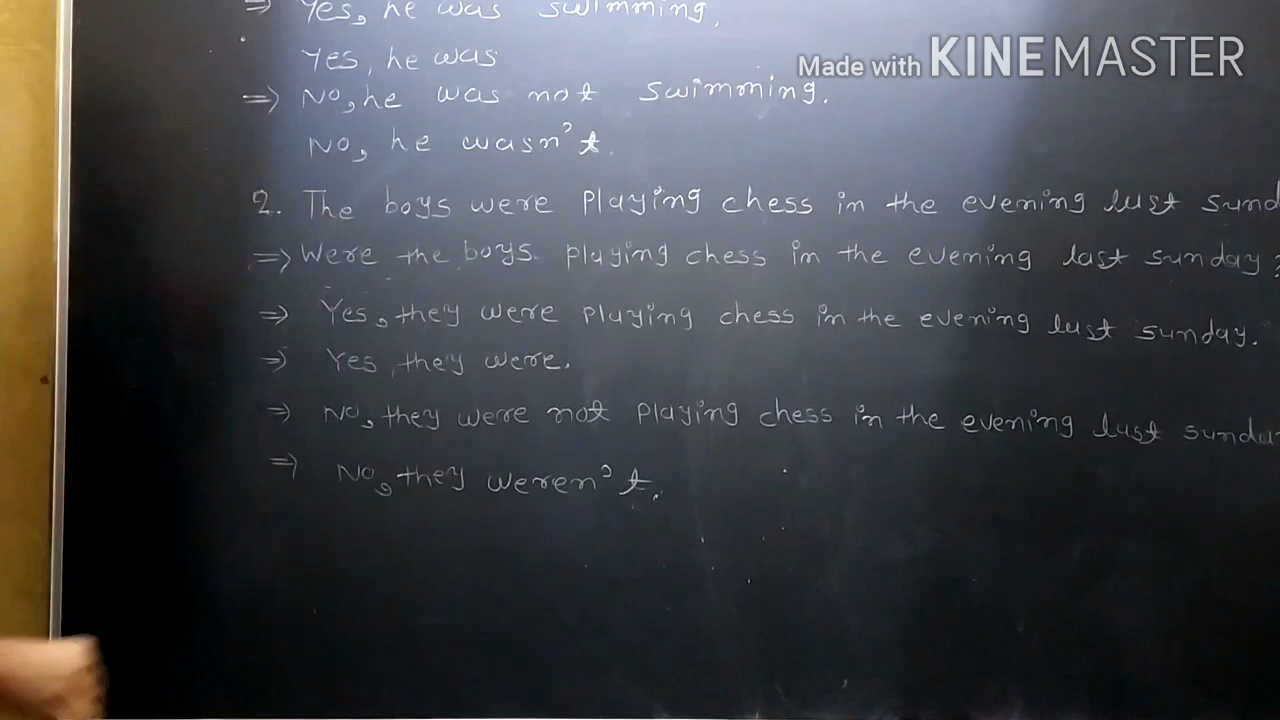 ⇒ Yes, he was swimming.
Made with KINEMASTER
Yes, he was
⇒ No, he was not swimming.
No, he wasn't.
2. The boys were playing chess in the evening last sund
⇒ Were the boys playing chess in the evening last sunday?
⇒ Yes, they were playing chess in the evening last sunday.
⇒ Yes, they were.
⇒ No, they were not playing chess in the evening last sunday
⇒ No, they weren't.